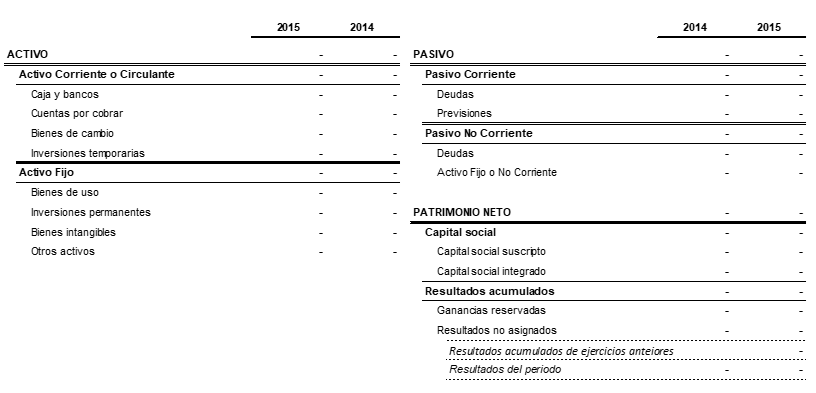 2015 2014
ACTIVO - -
Activo Corriente o Circulante - -
Caja y bancos - -
Cuentas por cobrar - -
Bienes de cambio - -
Inversiones temporarias - -
Activo Fijo - -
Bienes de uso - -
Inversiones permanentes - -
Bienes intangibles - -
Otros activos - -
2014 2015
PASIVO - -
Pasivo Corriente - -
Deudas - -
Previsiones - -
Pasivo No Corriente - -
Deudas - -
Activo Fijo o No Corriente - -
PATRIMONIO NETO - -
Capital social - -
Capital social suscripto - -
Capital social integrado - -
Resultados acumulados - -
Ganancias reservadas - -
Resultados no asignados - -
Resultados acumulados de ejercicios anteiores -
Resultados del periodo - -